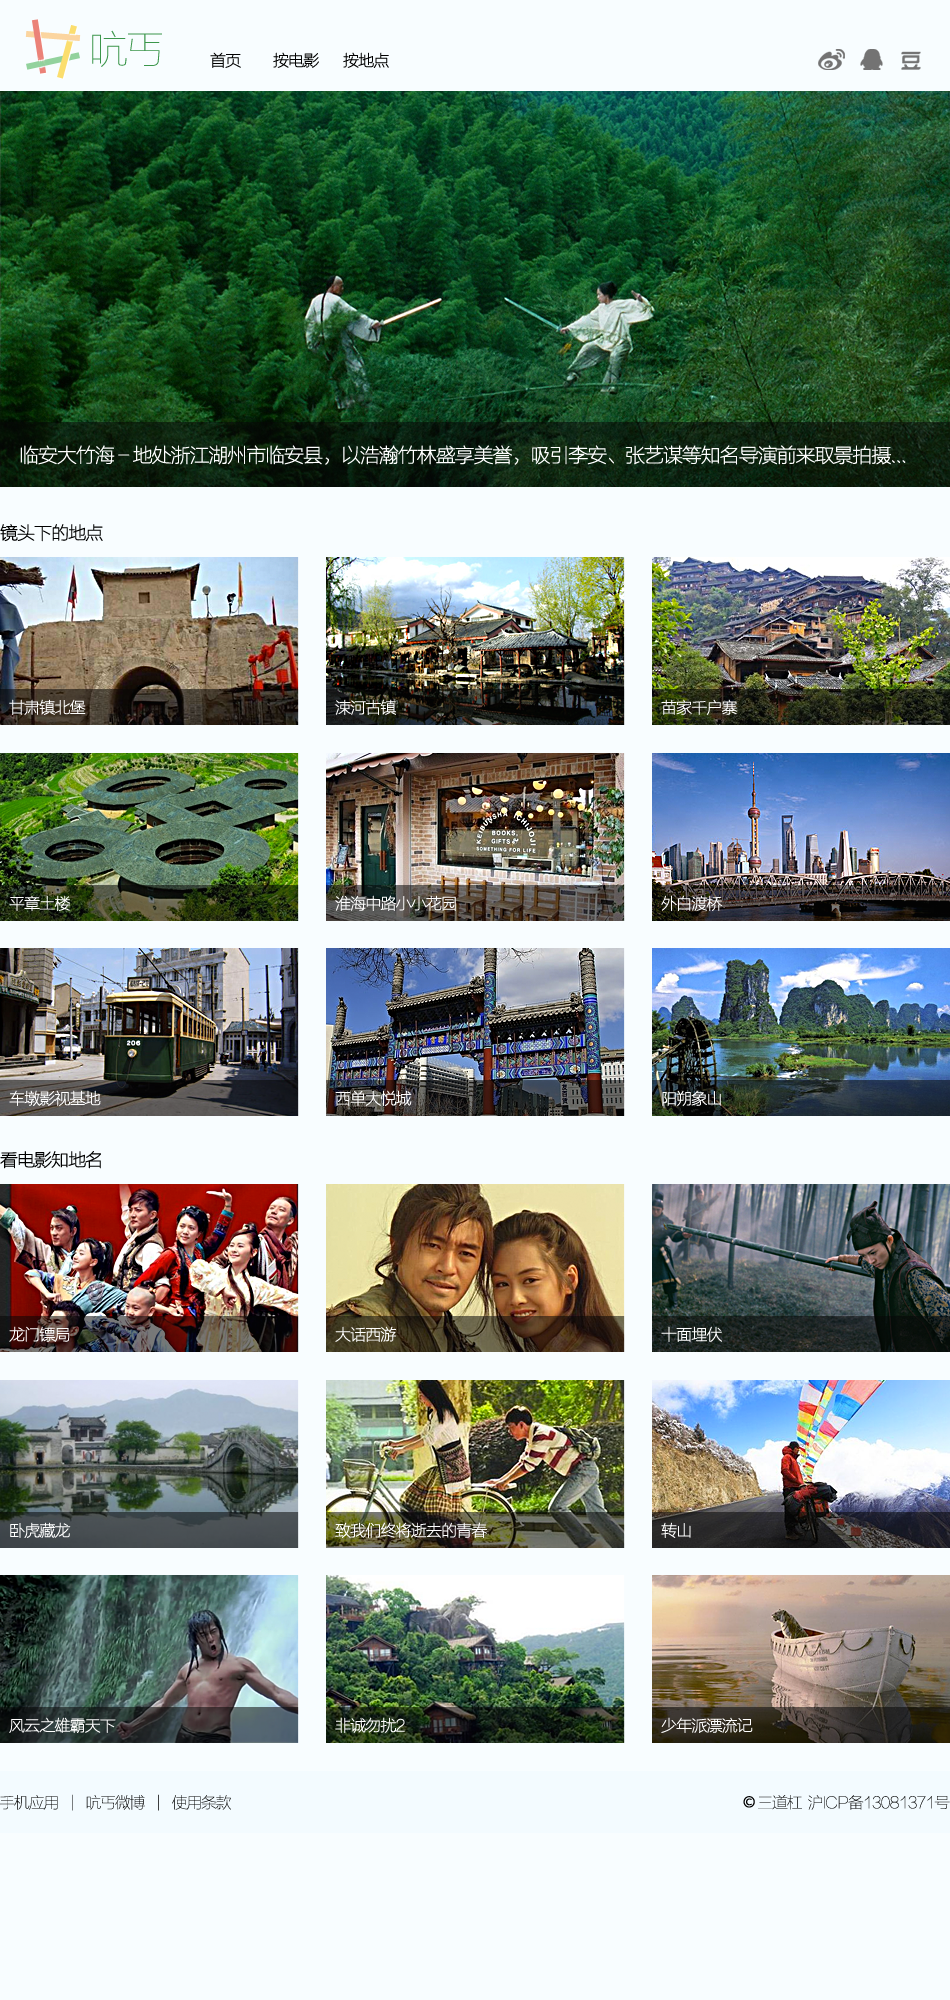 吭丐
首页 按电影 按地点
豆
临安大竹海－地处浙江湖州市临安县，以浩瀚竹林盛享美誉，吸引李安、张艺谋等知名导演前来取景拍摄...
镜头下的地点
甘肃镇北堡
涑河古镇
苗家千户寨
平章土楼
KEIBUNSHA ICHIJOJI
BOOKS,
GIFTS &
SOMETHING FOR LIFE
淮海中路小小花园
外白渡桥
206
车墩影视基地
西单大悦城
阳朔象山
看电影知地名
龙门镖局
大话西游
十面埋伏
卧虎藏龙
致我们终将逝去的青春
转山
风云之雄霸天下
非诚勿扰2
少年派漂流记
手机应用 | 吭丐微博 | 使用条款
© 三道杠 沪ICP备13081371号